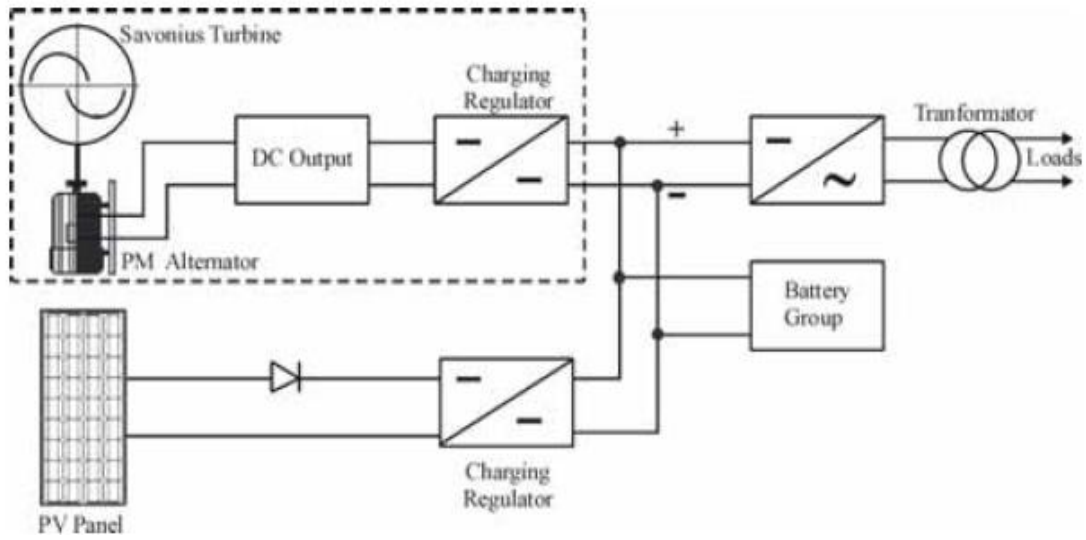 Savonius Turbine
Charging
Regulator
DC Output
PM Alternator
+
-
Tranformator
Loads
Battery
Group
Charging
Regulator
PV Panel